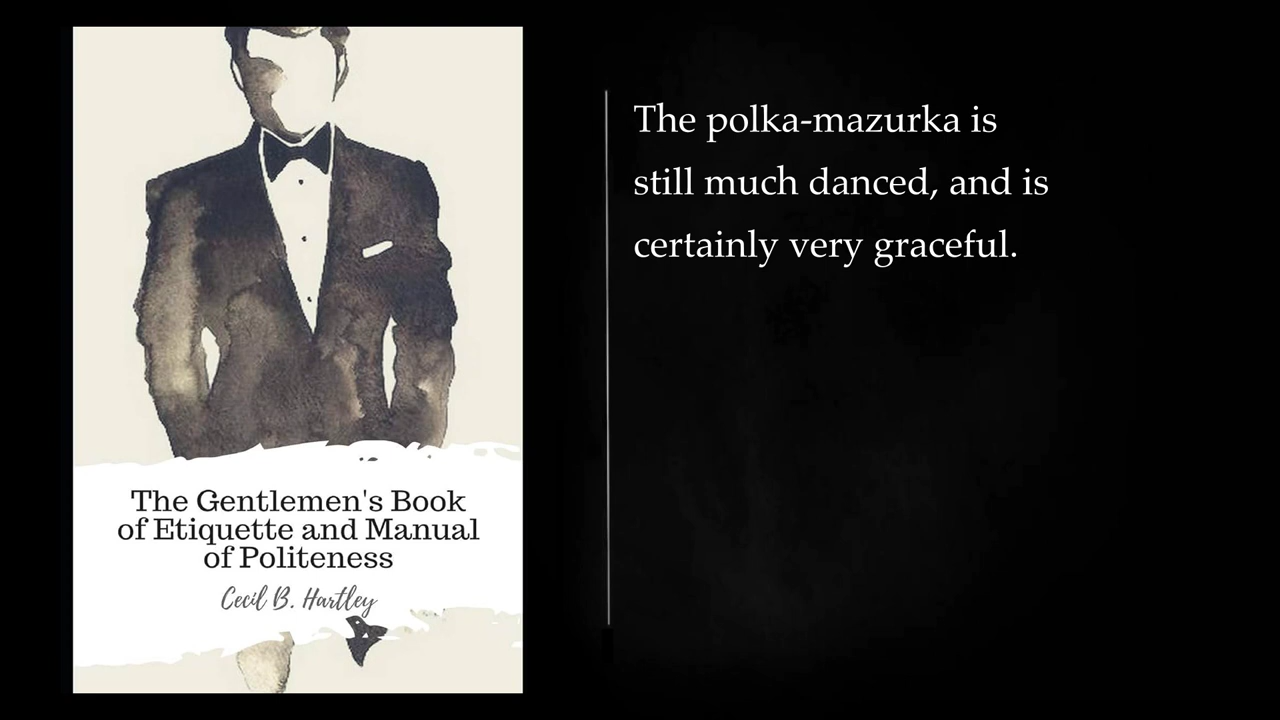 The Gentlemen's Book
of Etiquette and Manual
of Politeness
Cecil B. Hartley
The polka-mazurka is
still much danced, and is
certainly very graceful.